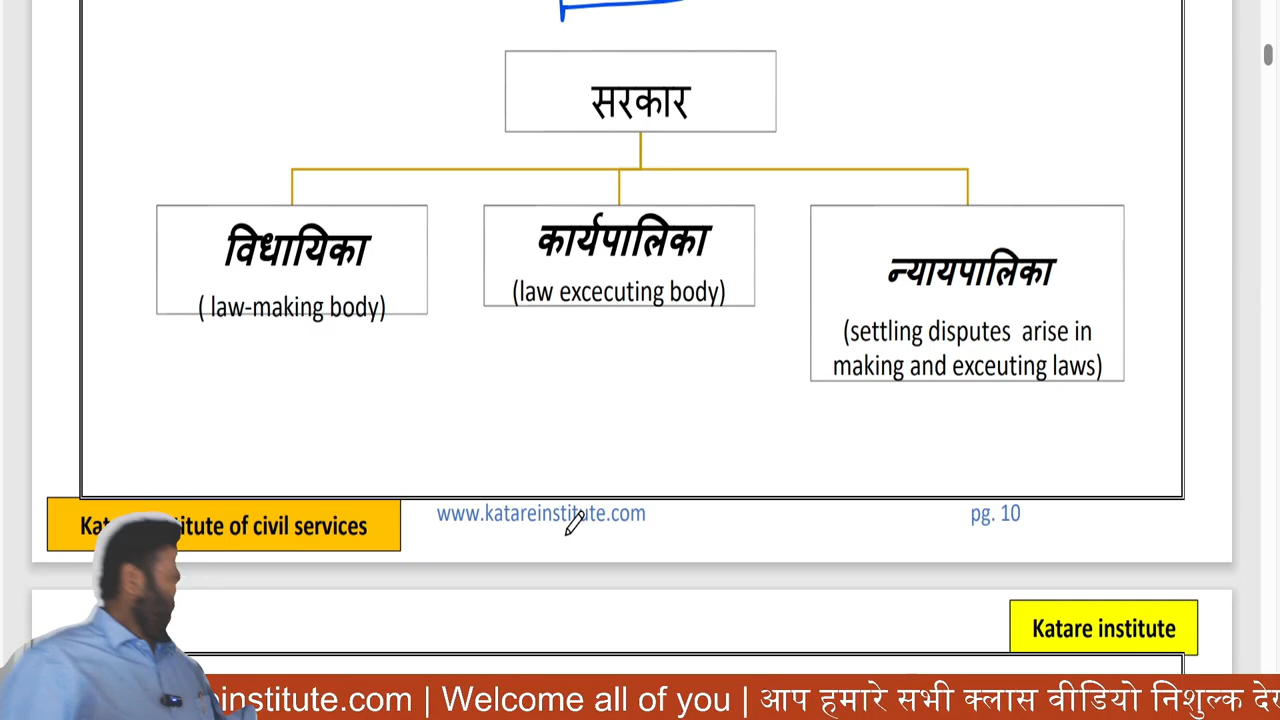 सरकार
विधायिका
( law-making body)
कार्यपालिका
(law excecuting body)
न्यायपालिका
(settling disputes arise in
making and exceuting laws)
itute of civil services
www.katareinstitute.com
pg. 10
Katare institute
institute.com | Welcome all of you | आप हमारे सभी क्लास वीडियो निशुल्क